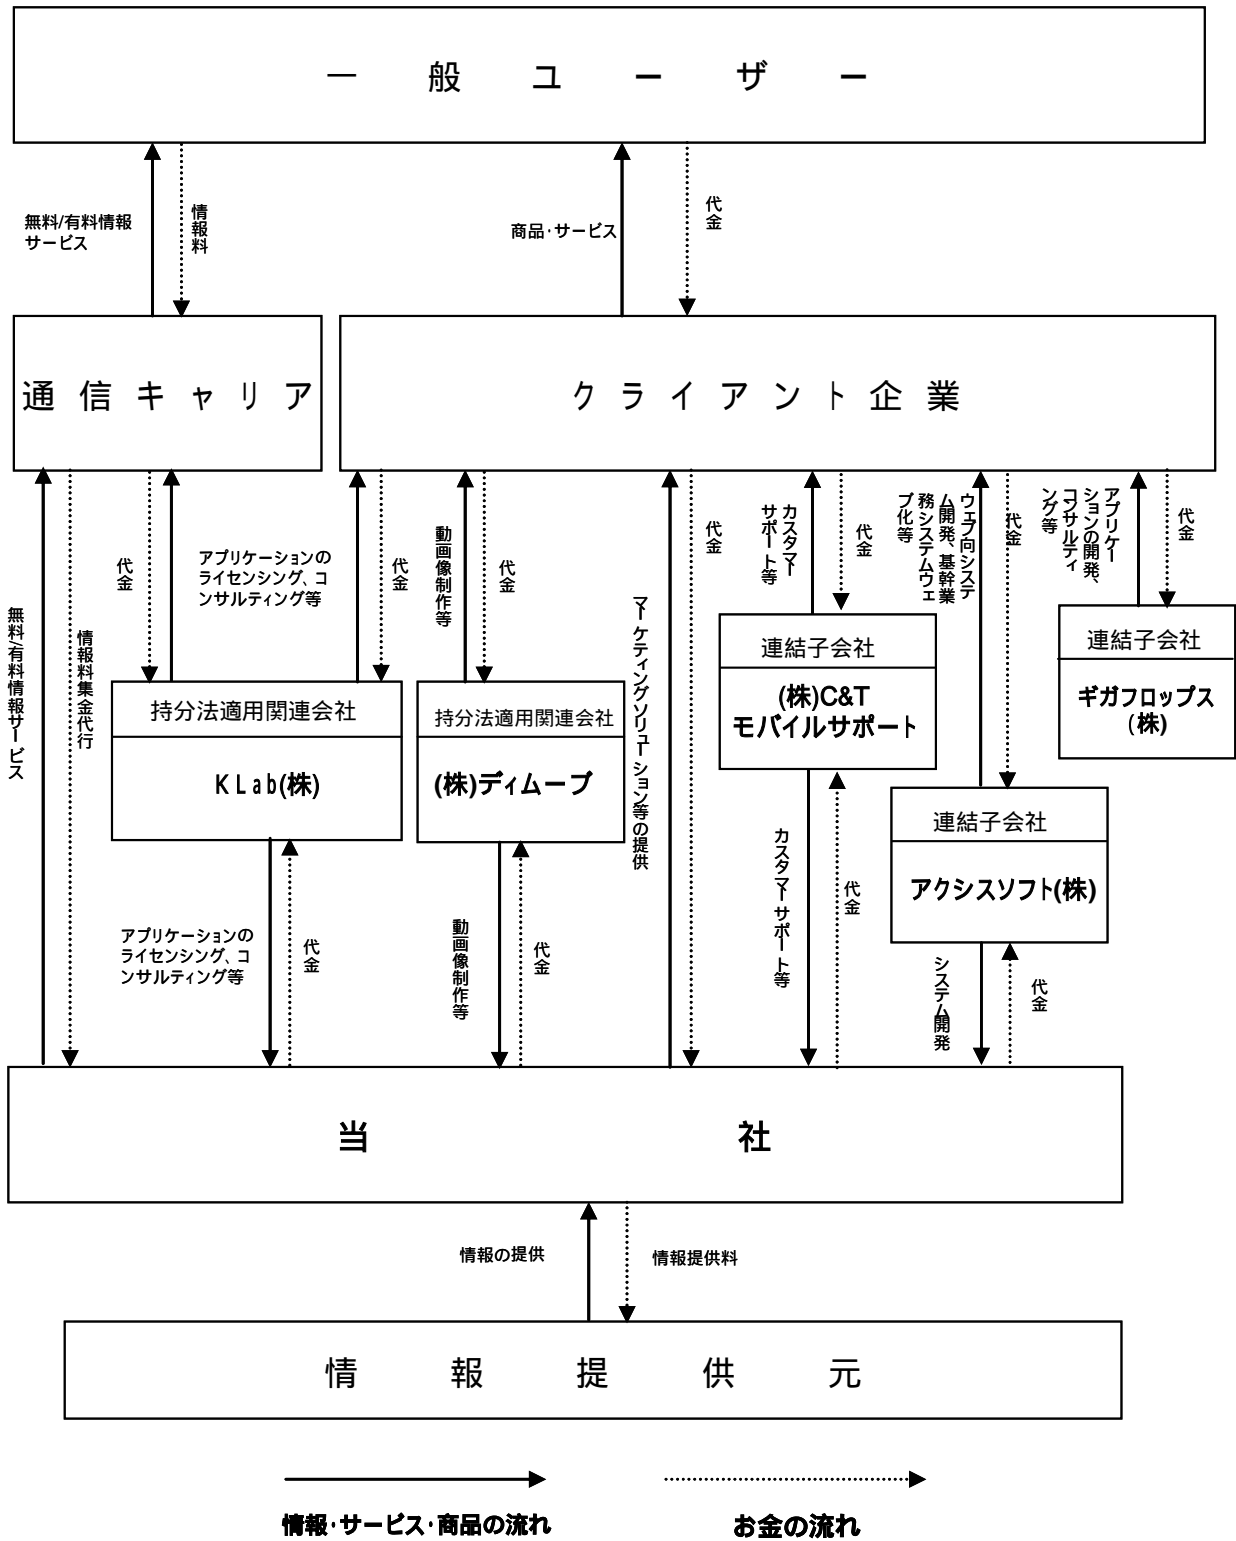 一般ユーザー
無料/有料情報
サービス
情報料
商品・サービス
代金
通信キャリア
クライアント企業
無料/有料情報サービス
情報料集金代行
代金
アプリケーションの
ライセンシング、コ
ンサルティング等
代金
動画像制作等
代金
マーケティングソリューション等の提供
代金
カスタマー
サポート等
代金
ウェブ向システ
ム開発、基幹業
務システムウェ
ブ化等
代金
アプリケー
ションの開発、
コンサルティ
ング等
代金
持分法適用関連会社
KLab(株)
持分法適用関連会社
(株)ディムーブ
連結子会社
(株)C&T
モバイルサポート
連結子会社
ギガフロップス
(株)
連結子会社
アクシスソフト(株)
アプリケーションの
ライセンシング、コ
ンサルティング等
代金
動画像制作等
代金
カスタマーサポート等
代金
システム開発
代金
当社
情報の提供
情報提供料
情報提供元
情報・サービス・商品の流れ
お金の流れ